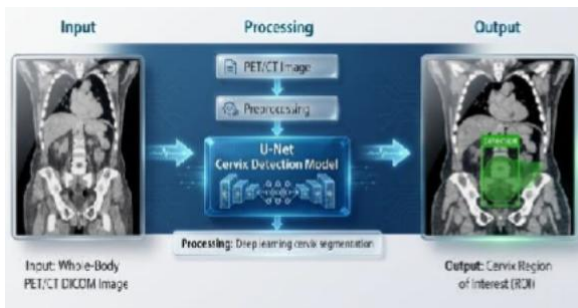 Input
Processing
Output
PET/CT Image
Preprocessing
U-Net
Cervix Detection Model
Processing: Deep learning cervix segmentation
Input: Whole-Body
PET/CT DICOM Image
Output: Cervix Region
of Interest (ROI)